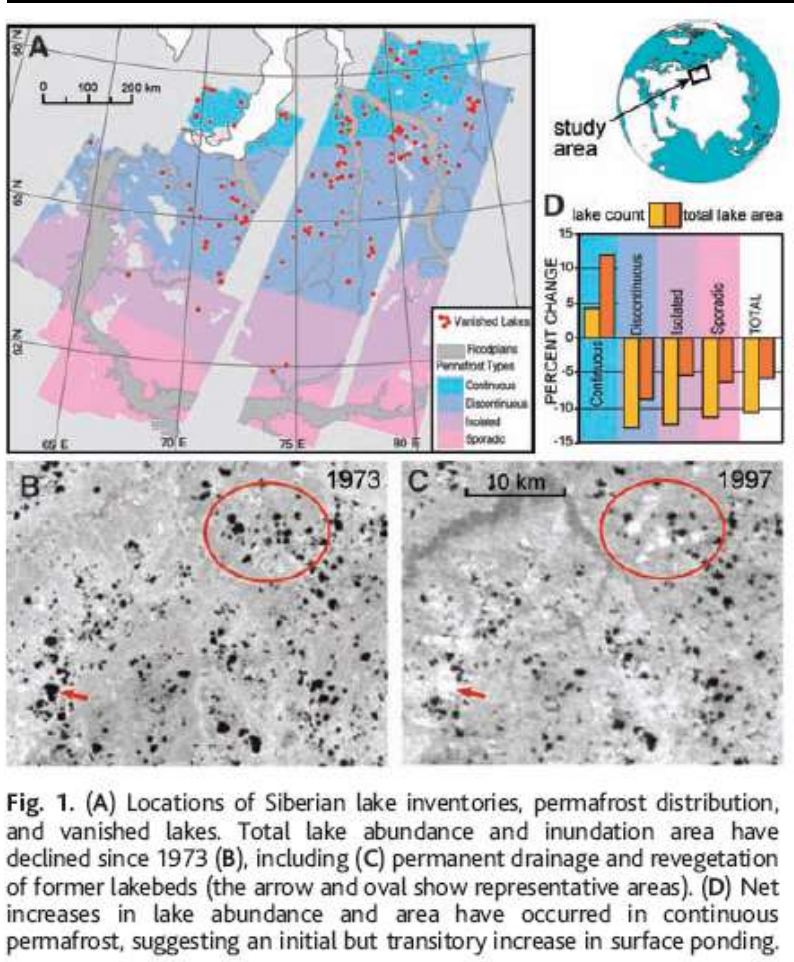 A
68 N
0 100 200 km
65 N
62 N
65 E
70 E
75 E
80 E
Vanished Lakes
Floodplains
Permafrost Types
Continuous
Discontinuous
Isolated
Sporadic
study
area
D
lake count
total lake area
PERCENT CHANGE
15
10
5
0
-5
-10
-15
Continuous
Discontinuous
Isolated
Sporadic
TOTAL
B
1973
C
10 km
1997
Fig. 1. (A) Locations of Siberian lake inventories, permafrost distribution,
and vanished lakes. Total lake abundance and inundation area have
declined since 1973 (B), including (C) permanent drainage and revegetation
of former lakebeds (the arrow and oval show representative areas). (D) Net
increases in lake abundance and area have occurred in continuous
permafrost, suggesting an initial but transitory increase in surface ponding.